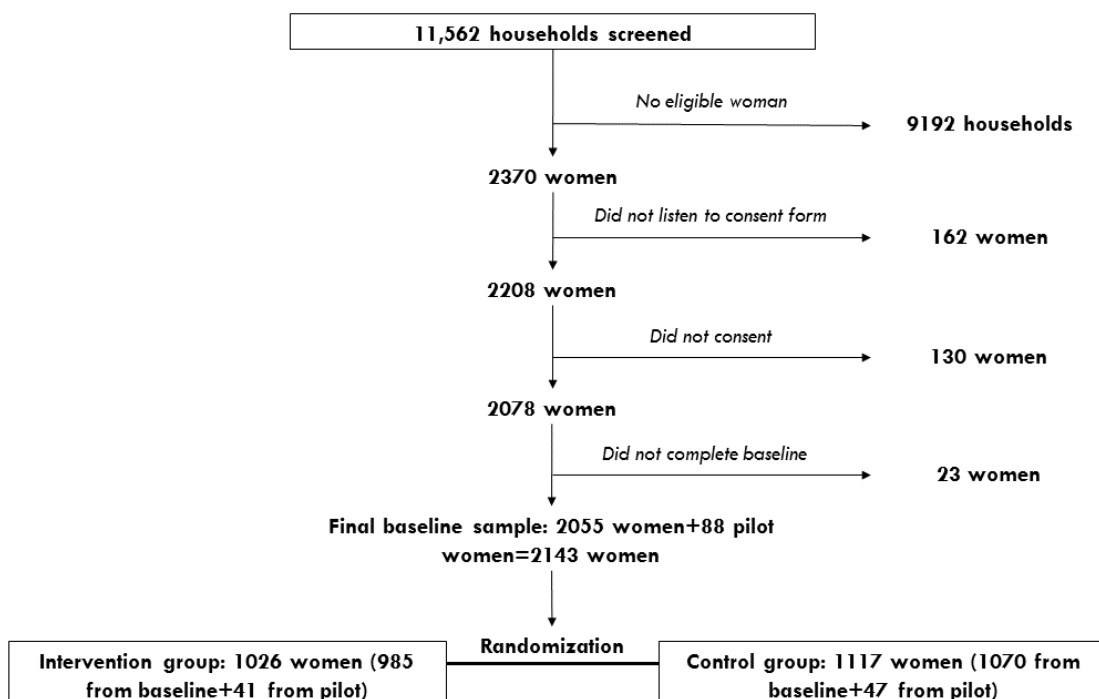 11,562 households screened
No eligible woman
9192 households
2370 women
Did not listen to consent form
162 women
2208 women
Did not consent
130 women
2078 women
Did not complete baseline
23 women
Final baseline sample: 2055 women+88 pilot
women=2143 women
Randomization
Intervention group: 1026 women (985
from baseline+41 from pilot)
Control group: 1117 women (1070 from
baseline+47 from pilot)